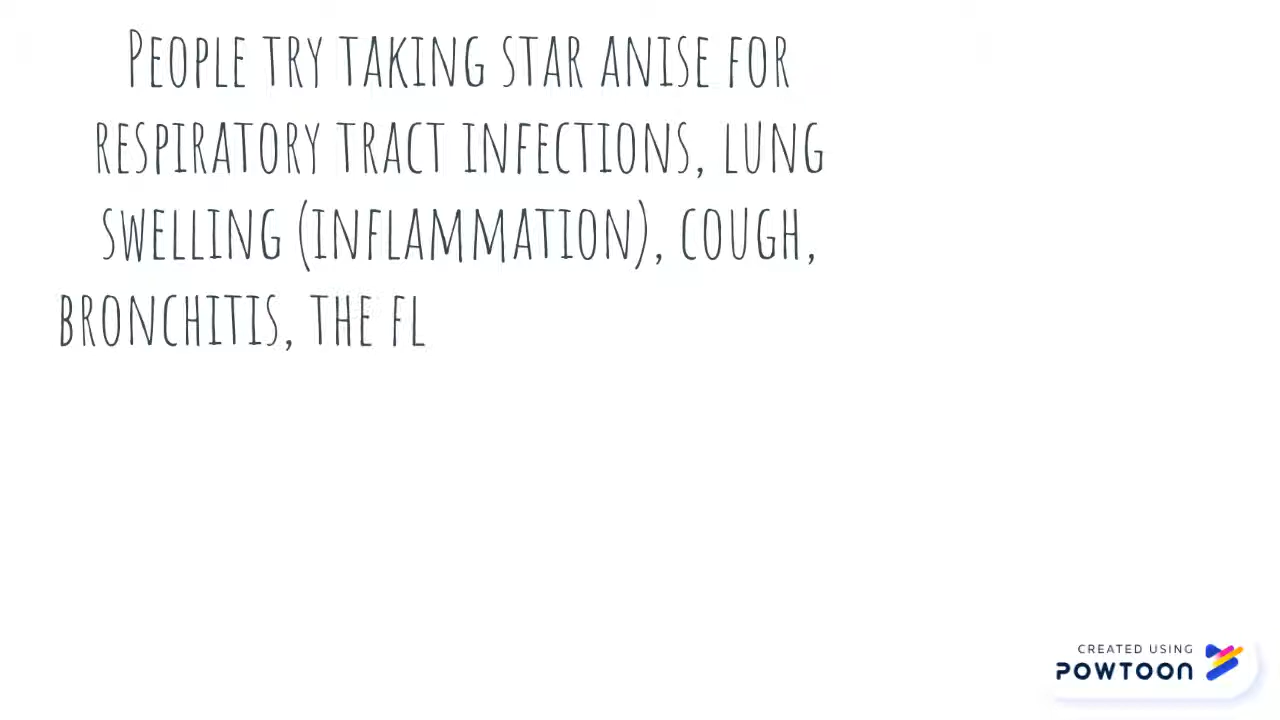 People try taking star anise for
respiratory tract infections, lung
swelling (inflammation), cough,
bronchitis, the fl
CREATED USING
POWTOON